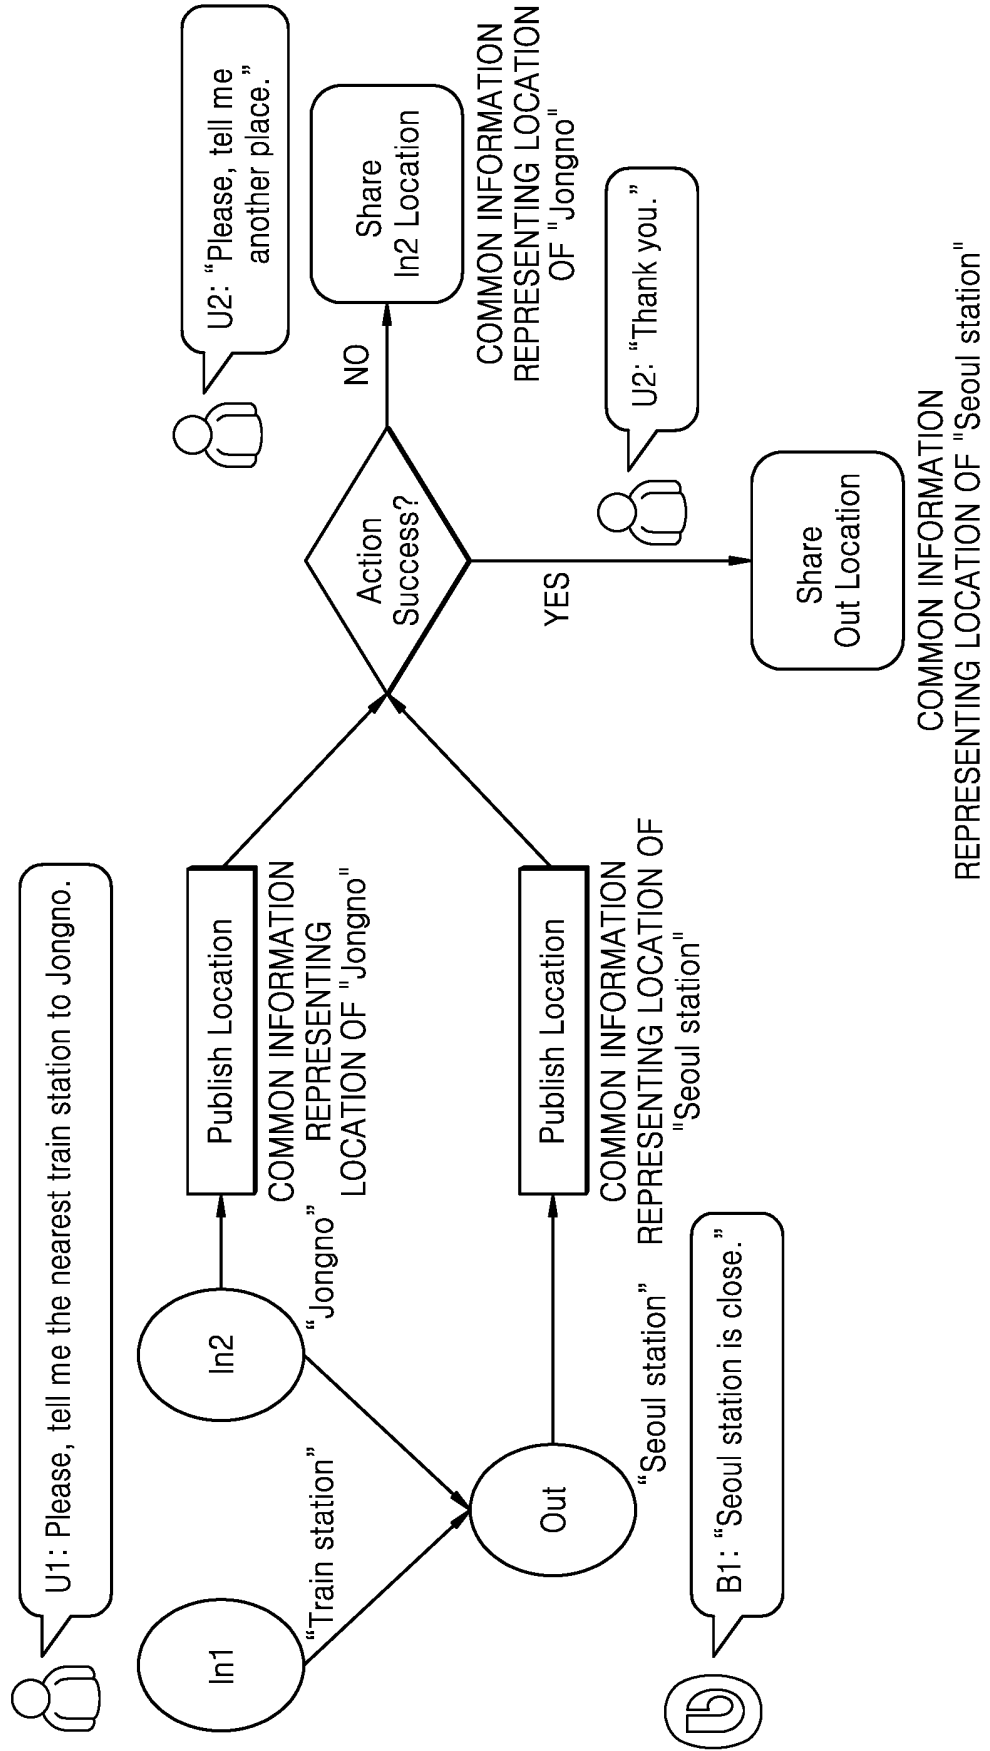 U1: Please, tell me the nearest train station to Jongno.
In1
"Train station"
In2
"Jongno"
Publish Location
COMMON INFORMATION
REPRESENTING
LOCATION OF "Jongno"
Out
"Seoul station"
Publish Location
COMMON INFORMATION
REPRESENTING LOCATION OF
"Seoul station"
B1: “Seoul station is close.”
Action
Success?
NO
U2: “Please, tell me
another place.”
Share
In2 Location
COMMON INFORMATION
REPRESENTING LOCATION
OF "Jongno"
YES
U2: “Thank you.”
Share
Out Location
COMMON INFORMATION
REPRESENTING LOCATION OF "Seoul station"